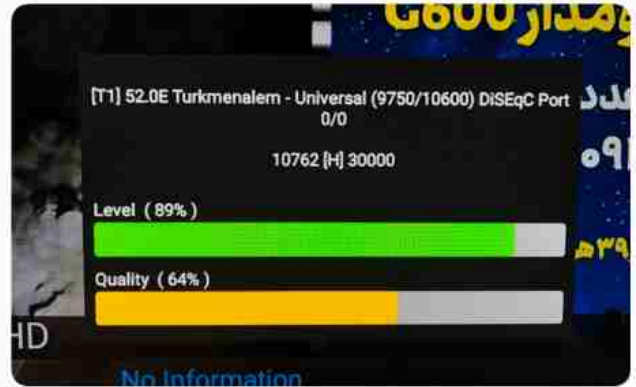 G600
[T1] 52.0E Turkmenalem - Universal (9750/10600) DiSEqC Port
0/0
10762 [H] 30000
Level ( 89% )
Quality ( 64% )
HD
No Information